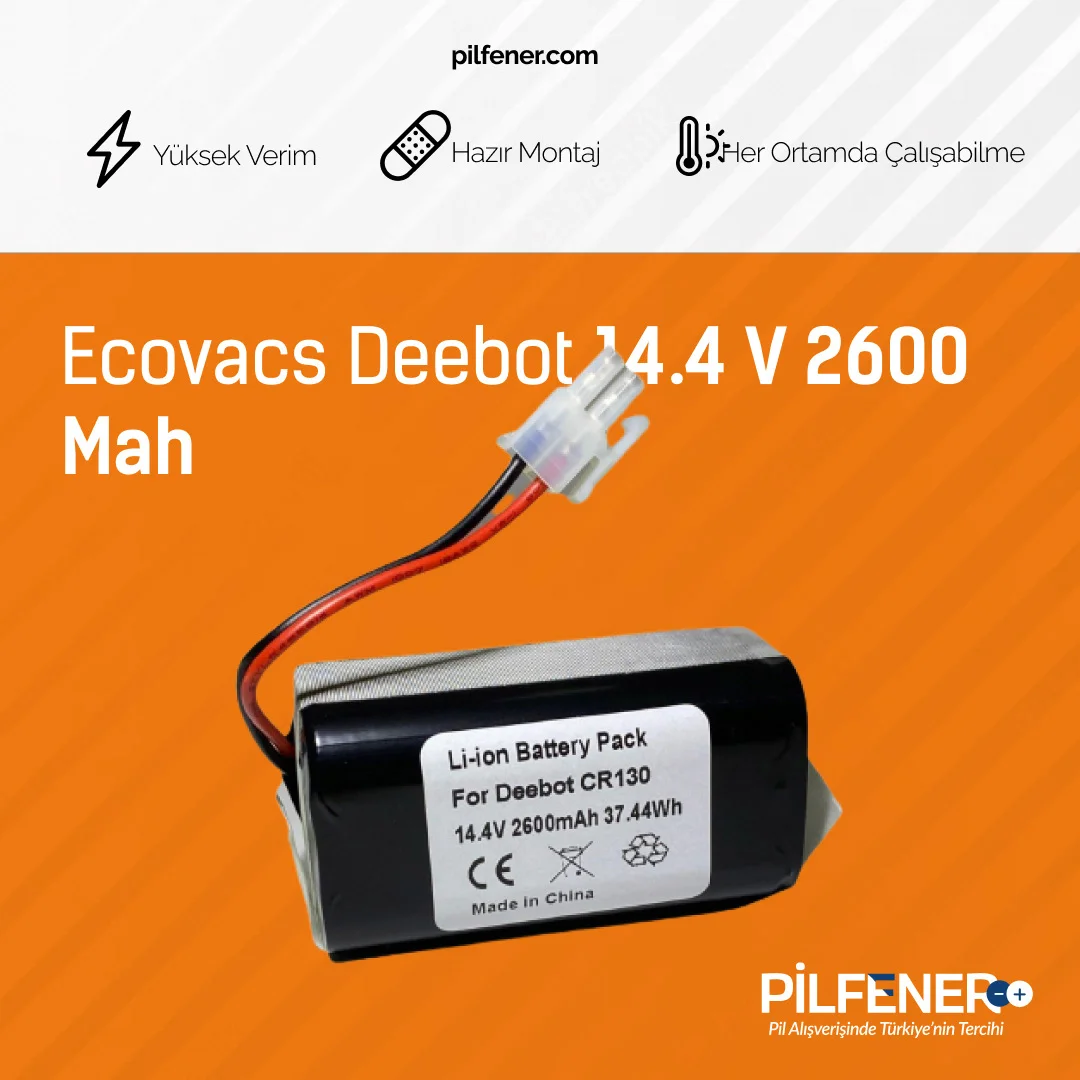 pilfener.com
Yüksek Verim
Hazır Montaj
Her Ortamda Çalışabilme
Ecovacs Deebot 14.4 V 2600
Mah
Li-ion Battery Pack
For Deebot CR130
14.4V 2600mAh 37.44Wh
CE
Made in China
PİLFENER
Pil Alışverişinde Türkiye'nin Tercihi